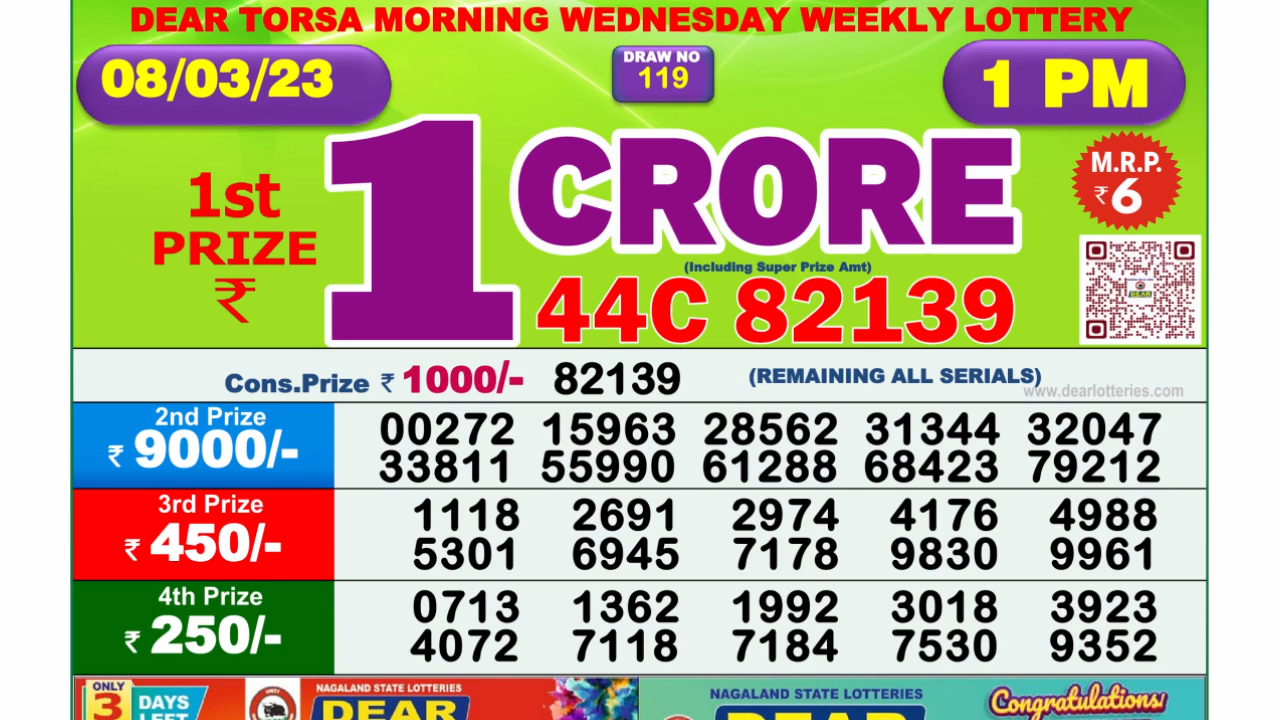 DEAR TORSA MORNING WEDNESDAY WEEKLY LOTTERY
08/03/23
DRAW NO
119
1 PM
1st
PRIZE
₹
1 CRORE
M.R.P.
₹6
(Including Super Prize Amt)
44C 82139
DEAR
Cons.Prize ₹ 1000/- 82139 (REMAINING ALL SERIALS)
www.dearlotteries.com
2nd Prize
₹ 9000/-
00272 15963 28562 31344 32047
33811 55990 61288 68423 79212
3rd Prize
₹ 450/-
1118 2691 2974 4176 4988
5301 6945 7178 9830 9961
4th Prize
₹ 250/-
0713 1362 1992 3018 3923
4072 7118 7184 7530 9352
ONLY
3 DAYS
LEFT
NAGALAND STATE LOTTERIES
DEAR
NAGALAND STATE LOTTERIES
DEAR
Congratulations!